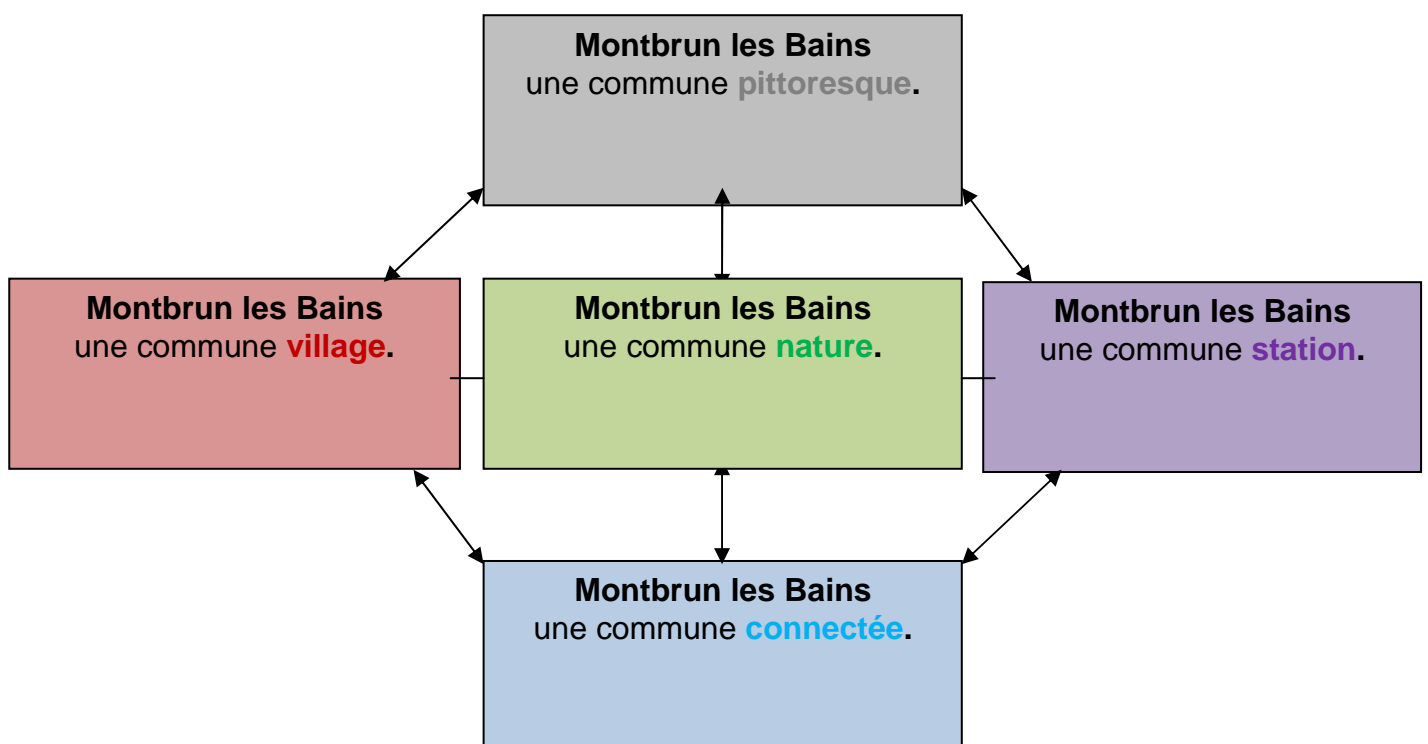 Montbrun les Bains
une commune pittoresque.
Montbrun les Bains
une commune village.
Montbrun les Bains
une commune nature.
Montbrun les Bains
une commune station.
Montbrun les Bains
une commune connectée.